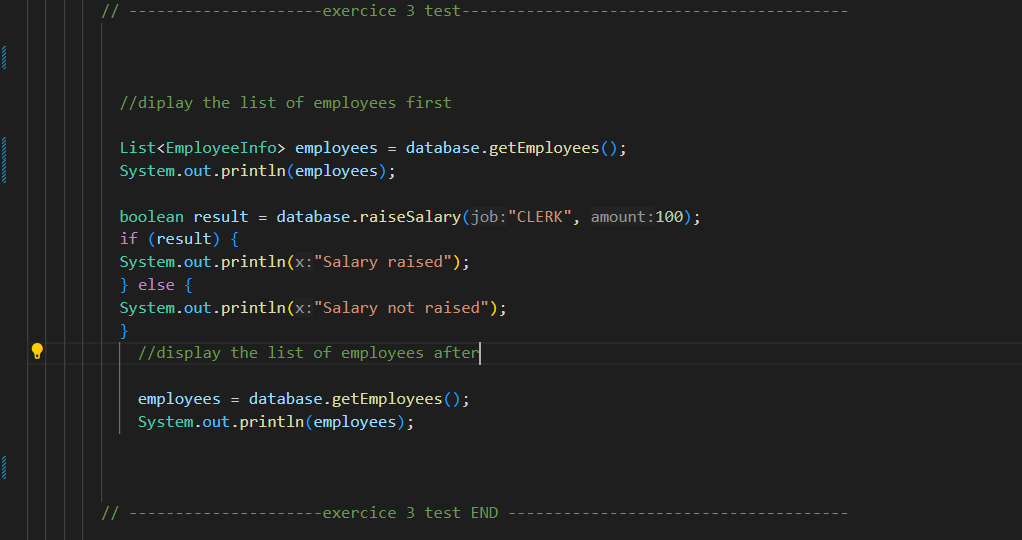 // ---------------------exercice 3 test------------------------------------------
//diplay the list of employees first
List<EmployeeInfo> employees = database.getEmployees();
System.out.println(employees);
boolean result = database.raiseSalary(job:"CLERK", amount:100);
if (result) {
System.out.println(x:"Salary raised");
} else {
System.out.println(x:"Salary not raised");
}
//display the list of employees after
employees = database.getEmployees();
System.out.println(employees);
// ---------------------exercice 3 test END -------------------------------------